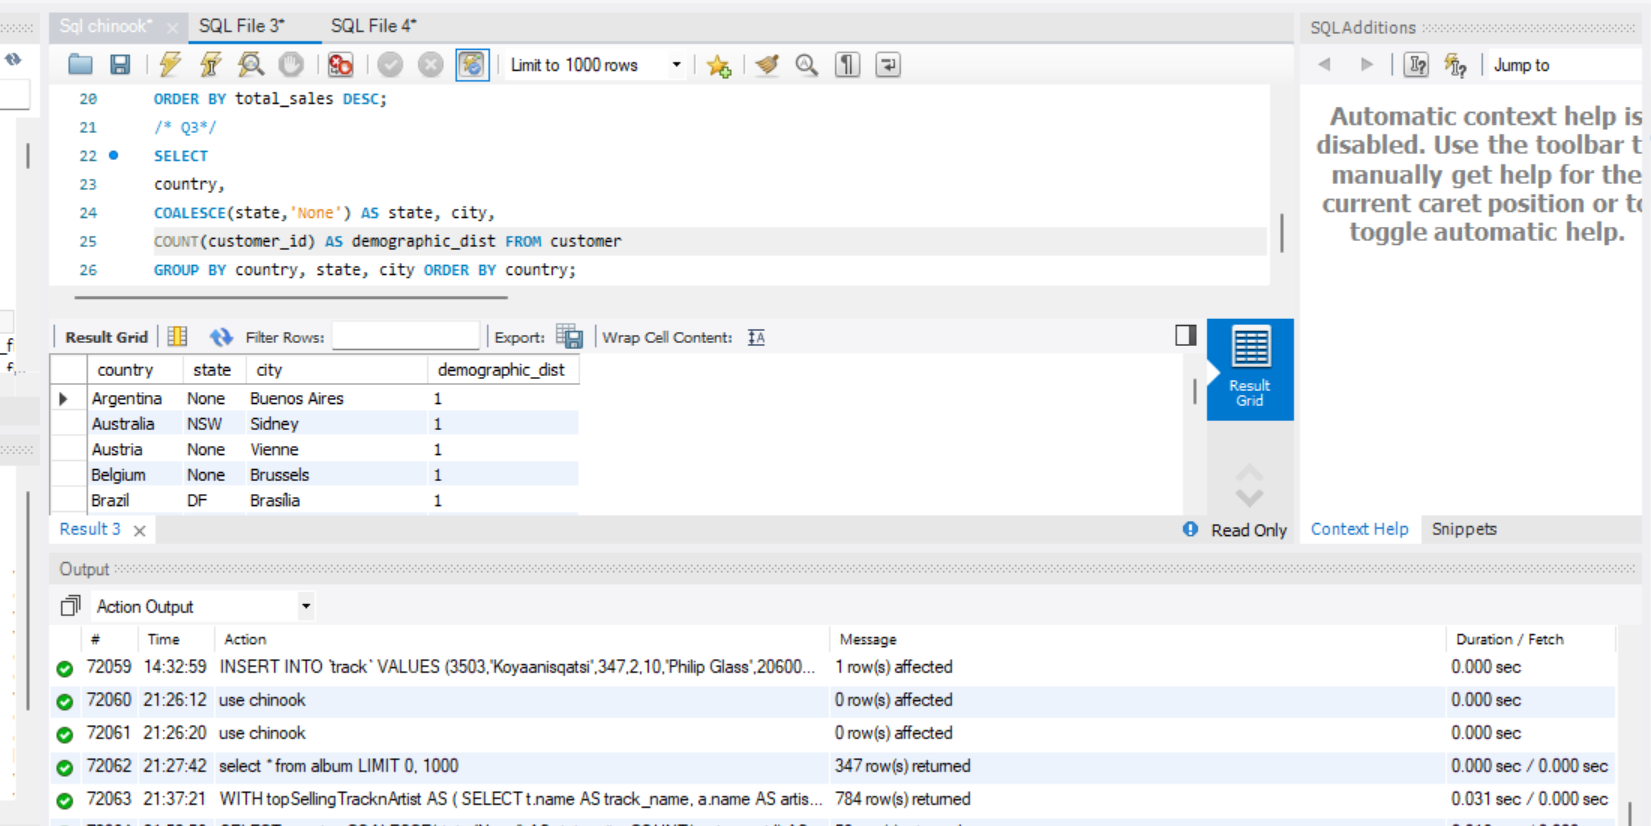 Sql chinook* SQL File 3* SQL File 4*
SQLAdditions
Limit to 1000 rows
Jump to
20 ORDER BY total_sales DESC;
21 /* Q3*/
22 SELECT
23 country,
24 COALESCE(state,'None') AS state, city,
25 COUNT(customer_id) AS demographic_dist FROM customer
26 GROUP BY country, state, city ORDER BY country;
Automatic context help is
disabled. Use the toolbar
manually get help for the
current caret position or
toggle automatic help.
Result Grid Filter Rows: Export: Wrap Cell Content:
country state city demographic_dist
Argentina None Buenos Aires 1
Australia NSW Sidney 1
Austria None Vienne 1
Belgium None Brussels 1
Brazil DF Brasília 1
Result
Grid
Result 3 Read Only
Context Help Snippets
Output
Action Output
# Time Action Message Duration / Fetch
72059 14:32:59 INSERT INTO `track` VALUES (3503,'Koyaanisqatsi',347,2,10,'Philip Glass',20600... 1 row(s) affected 0.000 sec
72060 21:26:12 use chinook 0 row(s) affected 0.000 sec
72061 21:26:20 use chinook 0 row(s) affected 0.000 sec
72062 21:27:42 select * from album LIMIT 0, 1000 347 row(s) returned 0.000 sec / 0.000 sec
72063 21:37:21 WITH topSellingTracknArtist AS ( SELECT t.name AS track_name, a.name AS artis... 784 row(s) returned 0.031 sec / 0.000 sec